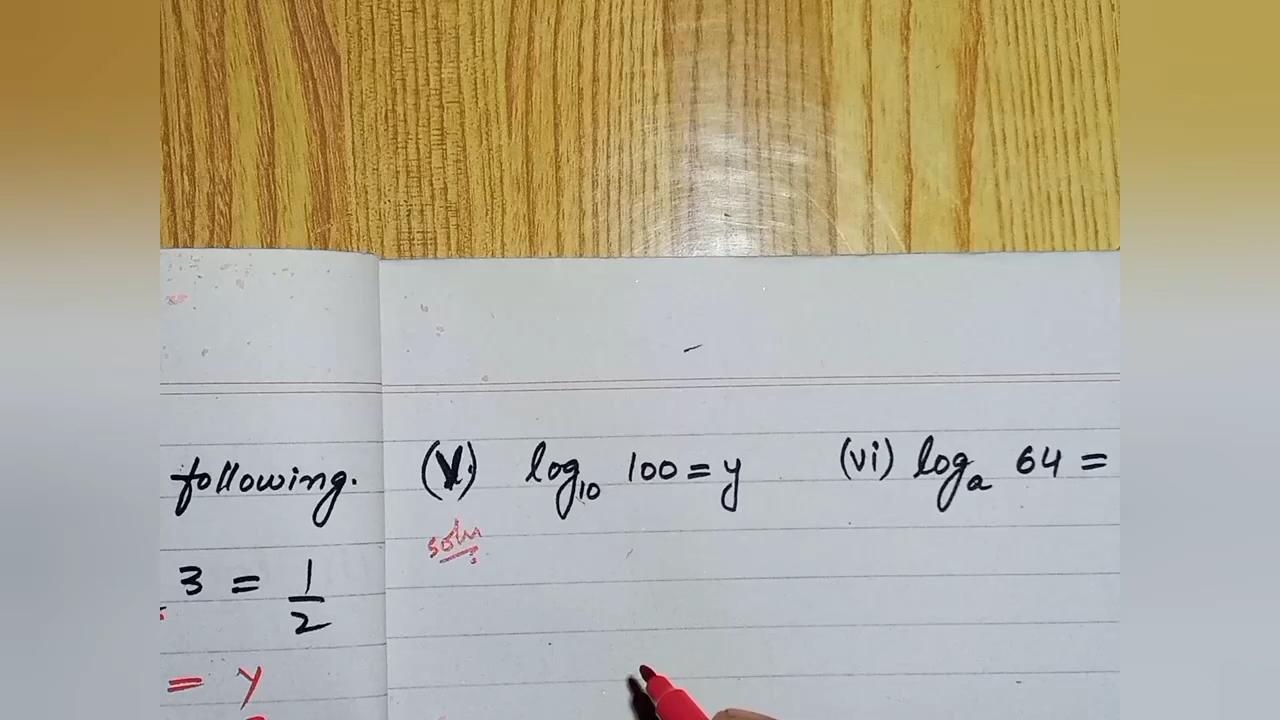 following.
3 = 1/2
= y
(v) log₁₀ 100 = y
soln:
(vi) logₐ 64 =